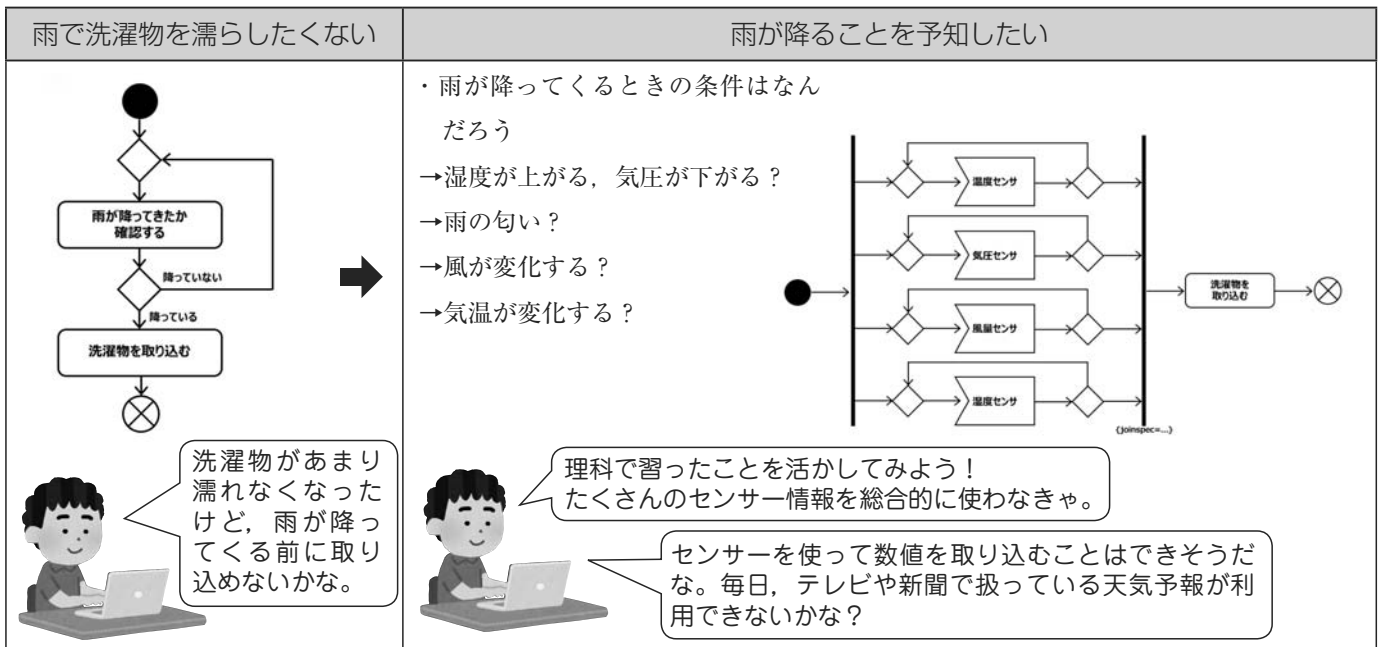 雨で洗濯物を濡らしたくない
雨が降ってきたか
確認する
降っていない
降っている
洗濯物を取り込む
洗濯物があまり
濡れなくなった
けど,雨が降っ
てくる前に取り
込めないかな。
雨が降ることを予知したい
・雨が降ってくるときの条件はなん
だろう
→湿度が上がる,気圧が下がる？
→雨の匂い？
→風が変化する？
→気温が変化する？
温度センサ
気圧センサ
風量センサ
湿度センサ
{joinspec=...}
洗濯物を
取り込む
理科で習ったことを活かしてみよう！
たくさんのセンサー情報を総合的に使わなきゃ。
センサーを使って数値を取り込むことはできそうだ
な。毎日,テレビや新聞で扱っている天気予報が利
用できないかな？